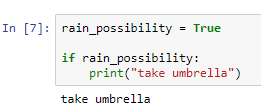 In [7]: rain_possibility = True
if rain_possibility:
    print("take umbrella")
take umbrella